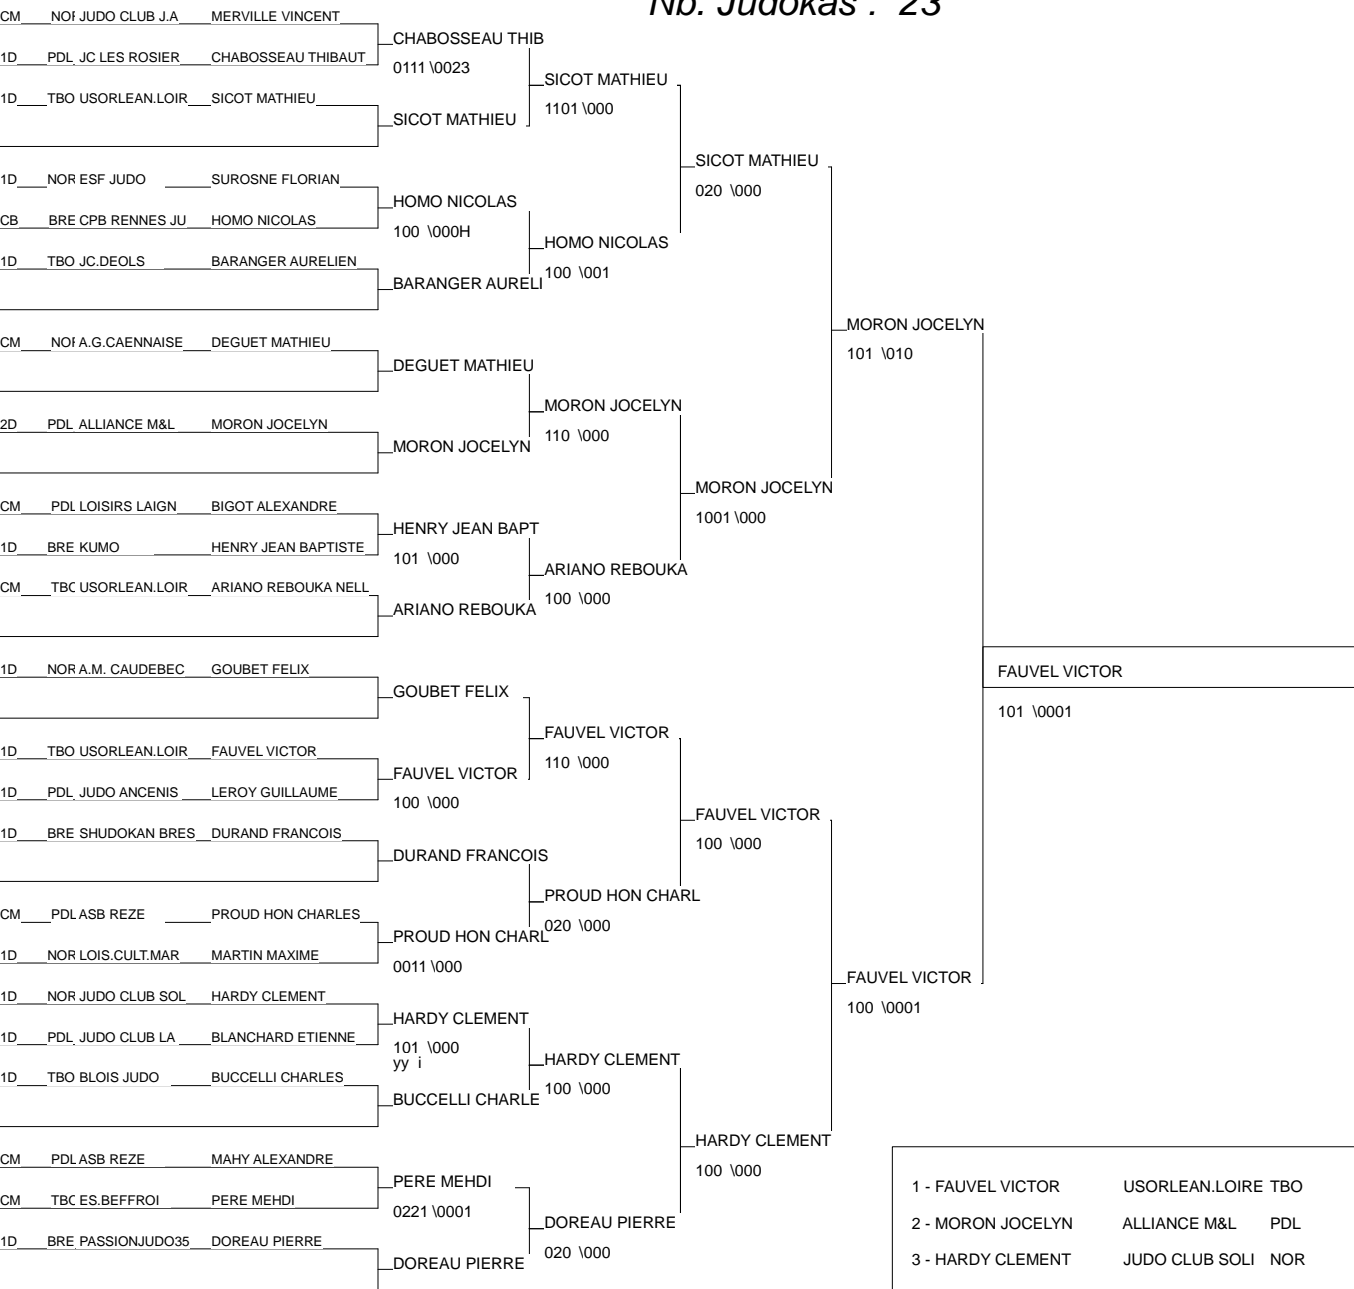 Nb. Judokas : 23
CM NOR JUDO CLUB J.A MERVILLE VINCENT
CHABOSSEAU THIB
1D PDL JC LES ROSIER CHABOSSEAU THIBAUT
0111 \0023
SICOT MATHIEU
1D TBO USORLEAN.LOIR SICOT MATHIEU
1101 \000
SICOT MATHIEU
SICOT MATHIEU
1D NOR ESF JUDO SUROSNE FLORIAN
020 \000
HOMO NICOLAS
CB BRE CPB RENNES JU HOMO NICOLAS
100 \000H
HOMO NICOLAS
1D TBO JC.DEOLS BARANGER AURELIEN
100 \001
BARANGER AURELI
MORON JOCELYN
CM NOR A.G.CAENNAISE DEGUET MATHIEU
101 \010
DEGUET MATHIEU
MORON JOCELYN
2D PDL ALLIANCE M&L MORON JOCELYN
110 \000
MORON JOCELYN
MORON JOCELYN
CM PDL LOISIRS LAIGN BIGOT ALEXANDRE
1001 \000
HENRY JEAN BAPT
1D BRE KUMO HENRY JEAN BAPTISTE
101 \000
ARIANO REBOUKA
CM TBO USORLEAN.LOIR ARIANO REBOUKA NELL
100 \000
ARIANO REBOUKA
1D NOR A.M. CAUDEBEC GOUBET FELIX
FAUVEL VICTOR
GOUBET FELIX
101 \0001
FAUVEL VICTOR
1D TBO USORLEAN.LOIR FAUVEL VICTOR
110 \000
FAUVEL VICTOR
1D PDL JUDO ANCENIS LEROY GUILLAUME
100 \000
FAUVEL VICTOR
1D BRE SHUDOKAN BRES DURAND FRANCOIS
100 \000
DURAND FRANCOIS
PROUD HON CHARL
CM PDL ASB REZE PROUD HON CHARLES
020 \000
PROUD HON CHARL
1D NOR LOIS.CULT.MAR MARTIN MAXIME
0011 \000
FAUVEL VICTOR
1D NOR JUDO CLUB SOL HARDY CLEMENT
100 \0001
HARDY CLEMENT
1D PDL JUDO CLUB LA BLANCHARD ETIENNE
101 \000
yy i
HARDY CLEMENT
1D TBO BLOIS JUDO BUCCELLI CHARLES
100 \000
BUCCELLI CHARLE
HARDY CLEMENT
CM PDL ASB REZE MAHY ALEXANDRE
100 \000
PERE MEHDI
1 - FAUVEL VICTOR USORLEAN.LOIRE TBO
CM TBO ES.BEFFROI PERE MEHDI
0221 \0001
DOREAU PIERRE
2 - MORON JOCELYN ALLIANCE M&L PDL
1D BRE PASSIONJUDO35 DOREAU PIERRE
020 \000
DOREAU PIERRE
3 - HARDY CLEMENT JUDO CLUB SOLI NOR